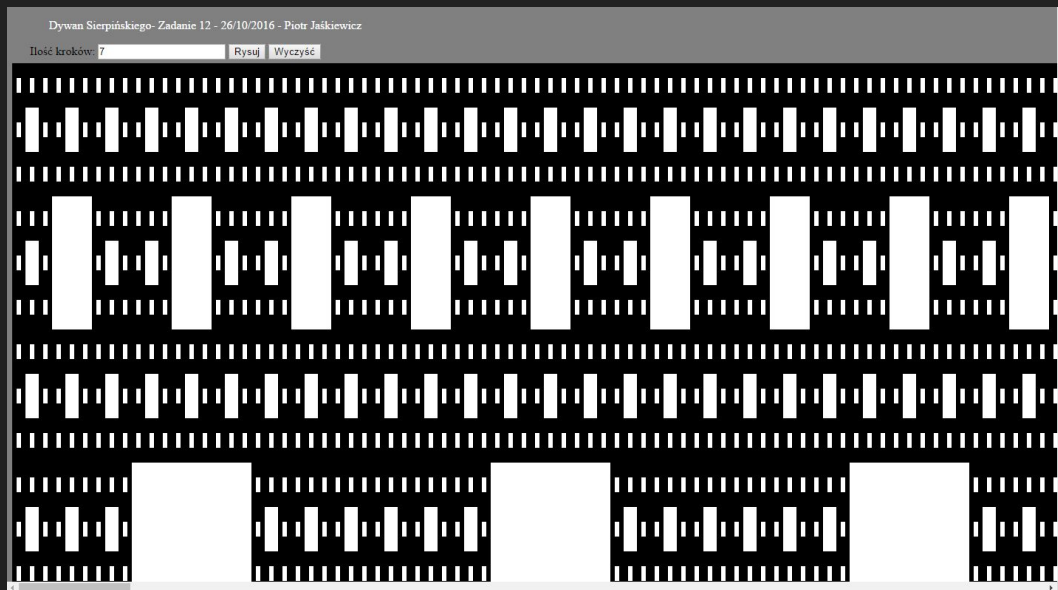 Dywan Sierpińskiego- Zadanie 12 - 26/10/2016 - Piotr Jaśkiewicz
Ilość kroków: 7 Rysuj Wyczyść